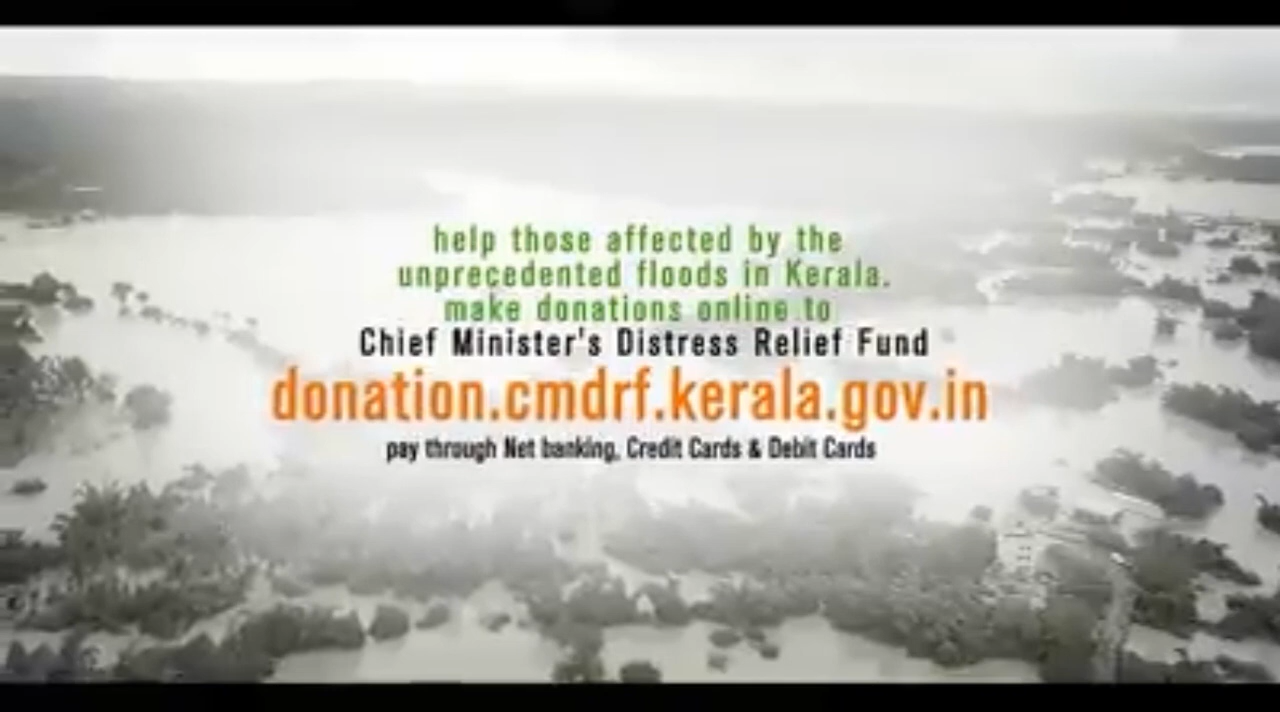 help those affected by the
unprecedented floods in Kerala.
make donations online to
Chief Minister's Distress Relief Fund
donation.cmdrf.kerala.gov.in
pay through Net banking, Credit Cards & Debit Cards